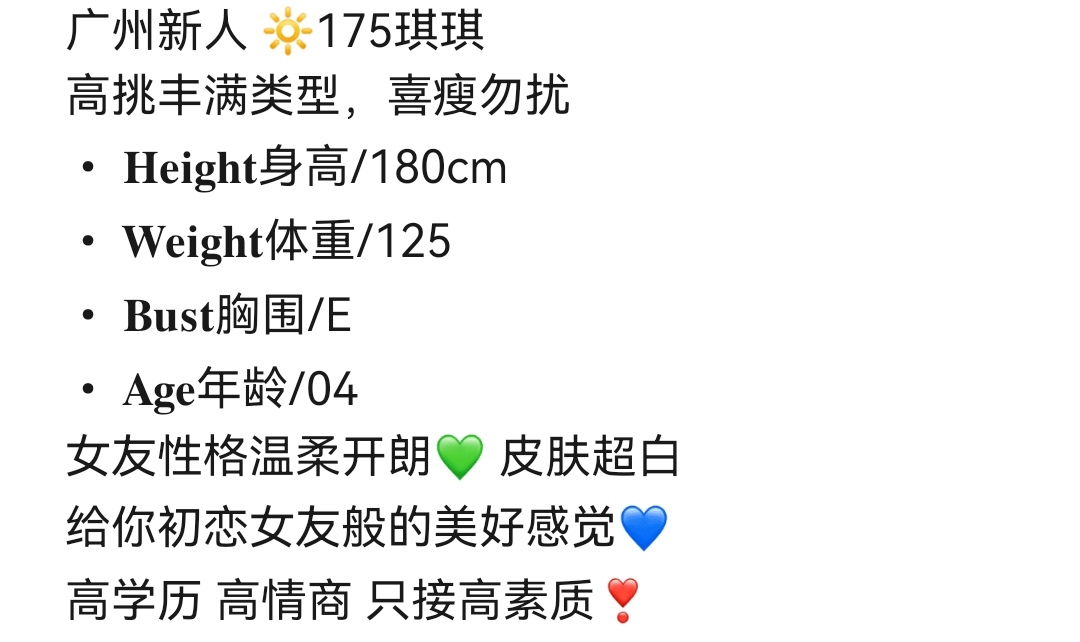 广州新人 🔆175琪琪
高挑丰满类型，喜瘦勿扰
• Height身高/180cm
• Weight体重/125
• Bust胸围/E
• Age年龄/04
女友性格温柔开朗💚 皮肤超白
给你初恋女友般的美好感觉💙
高学历 高情商 只接高素质❣️